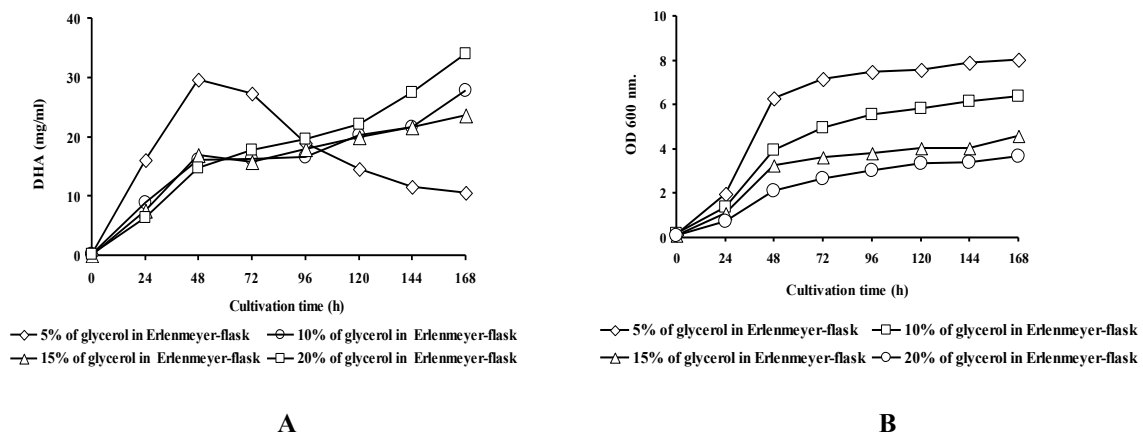 40
30
20
10
0
DHA (mg/ml)
0 24 48 72 96 120 144 168
Cultivation time (h)
5% of glycerol in Erlenmeyer-flask 10% of glycerol in Erlenmeyer-flask
15% of glycerol in Erlenmeyer-flask 20% of glycerol in Erlenmeyer-flask
A
10
8
6
4
2
0
OD 600 nm.
0 24 48 72 96 120 144 168
Cultivation time (h)
5% of glycerol in Erlenmeyer-flask 10% of glycerol in Erlenmeyer-flask
15% of glycerol in Erlenmeyer-flask 20% of glycerol in Erlenmeyer-flask
B